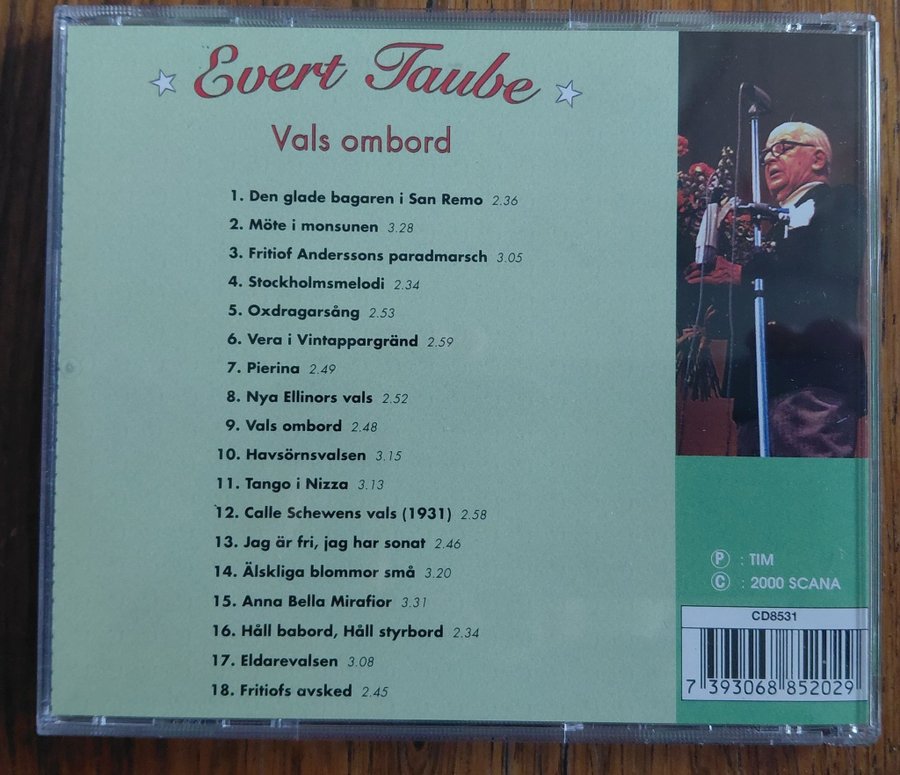 Evert Taube
Vals ombord
1. Den glade bagaren i San Remo 2.36
2. Möte i monsunen 3.28
3. Fritiof Anderssons paradmarsch 3.05
4. Stockholmsmelodi 2.34
5. Oxdragarsång 2.53
6. Vera i Vintappargränd 2.59
7. Pierina 2.49
8. Nya Ellinors vals 2.52
9. Vals ombord 2.48
10. Havsörnsvalsen 3.15
11. Tango i Nizza 3.13
12. Calle Schewens vals (1931) 2.58
13. Jag är fri, jag har sonat 2.46
14. Älskliga blommor små 3.20
15. Anna Bella Mirafior 3.31
16. Håll babord, Håll styrbord 2.34
17. Eldarevalsen 3.08
18. Fritiofs avsked 2.45
Ⓟ : TIM
Ⓒ : 2000 SCANA
CD8531
7 393068 852029